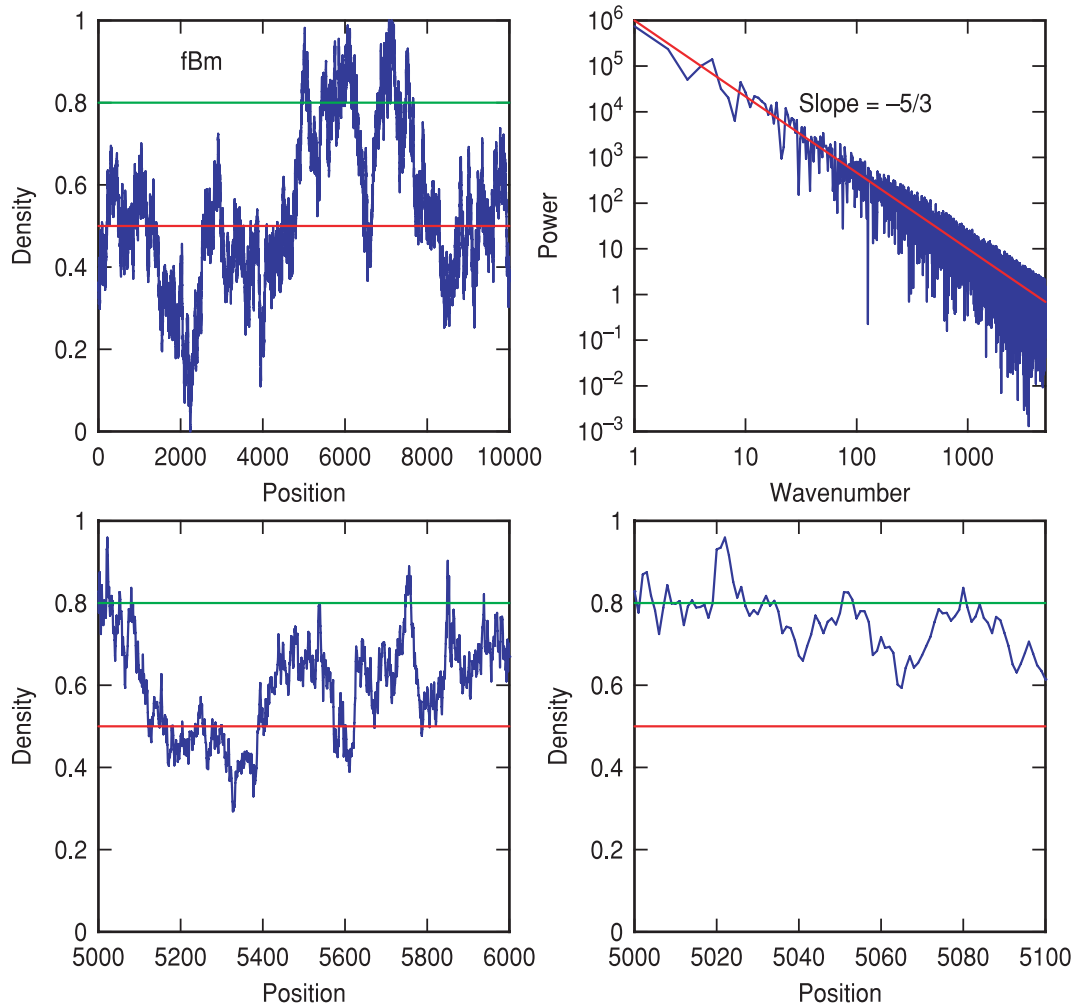 1
0.8
0.6
0.4
0.2
0
Density
fBm
0 2000 4000 6000 8000 10000
Position
10⁶
10⁵
10⁴
10³
10²
10
1
10⁻¹
10⁻²
10⁻³
Power
Slope = −5/3
1 10 100 1000
Wavenumber
1
0.8
0.6
0.4
0.2
0
Density
5000 5200 5400 5600 5800 6000
Position
1
0.8
0.6
0.4
0.2
0
Density
5000 5020 5040 5060 5080 5100
Position